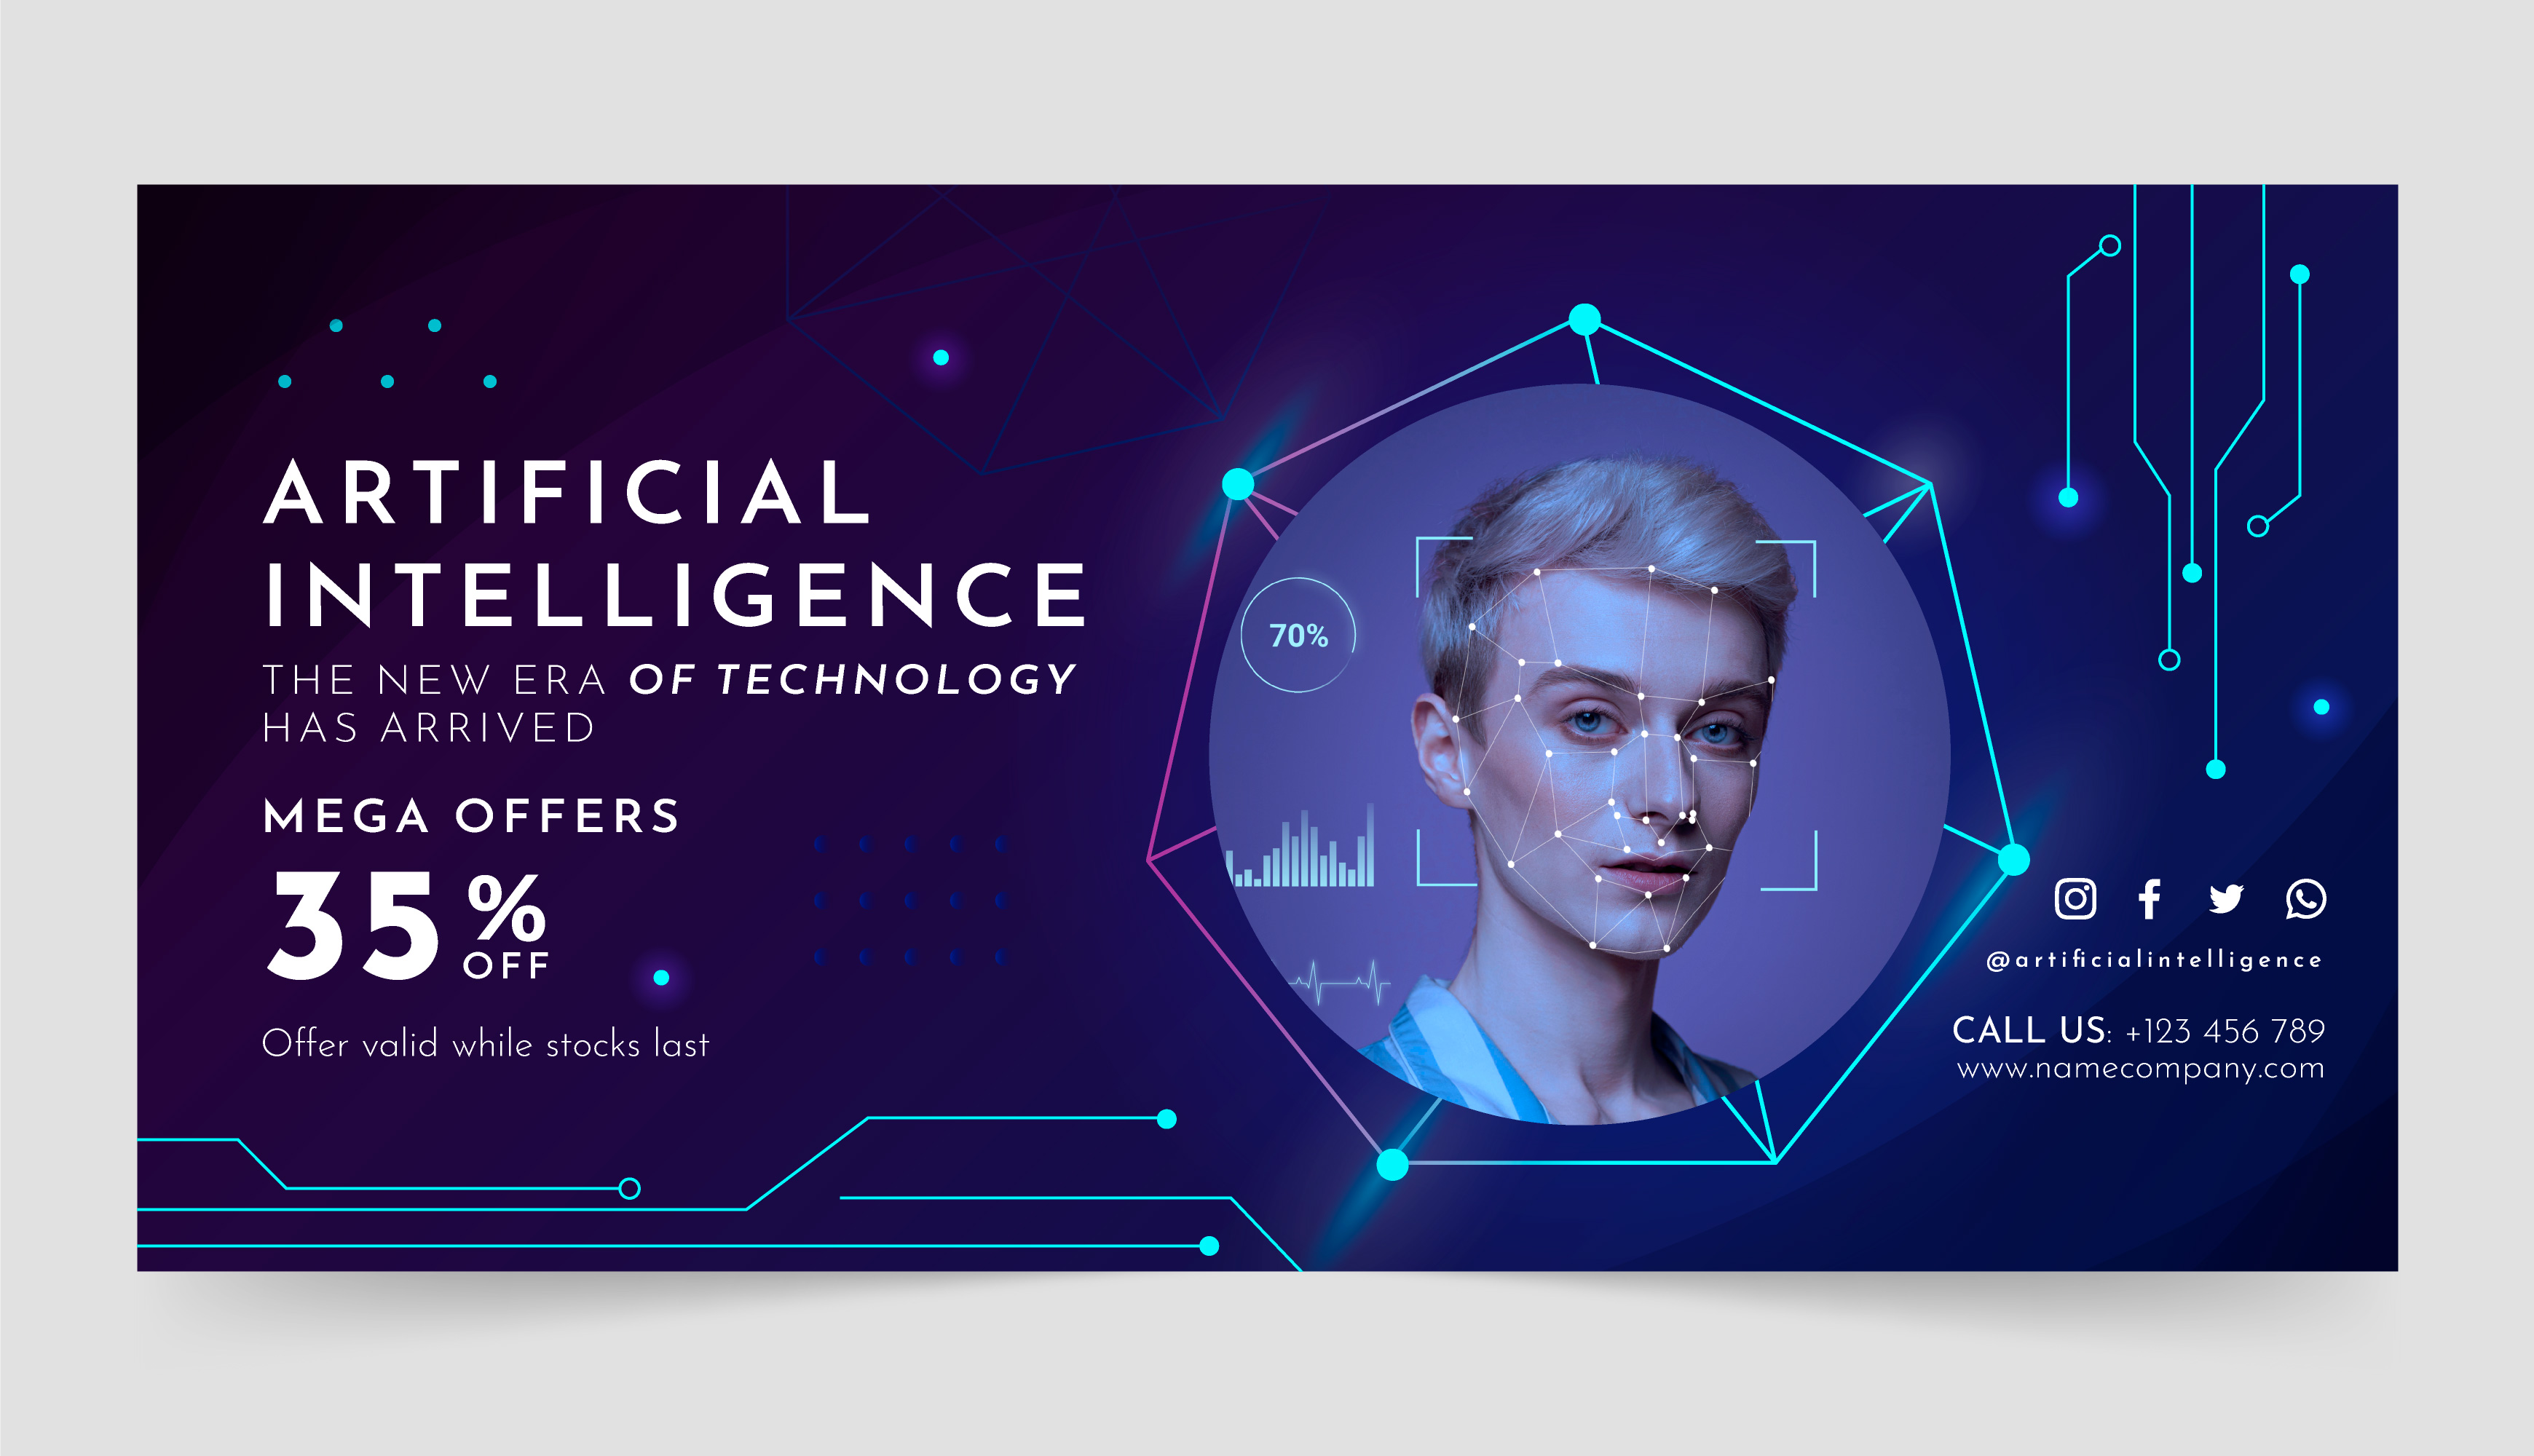 ARTIFICIAL
INTELLIGENCE
THE NEW ERA OF TECHNOLOGY
HAS ARRIVED
MEGA OFFERS
35%
OFF
Offer valid while stocks last
70%
@artificialintelligence
CALL US: +123 456 789
www.namecompany.com